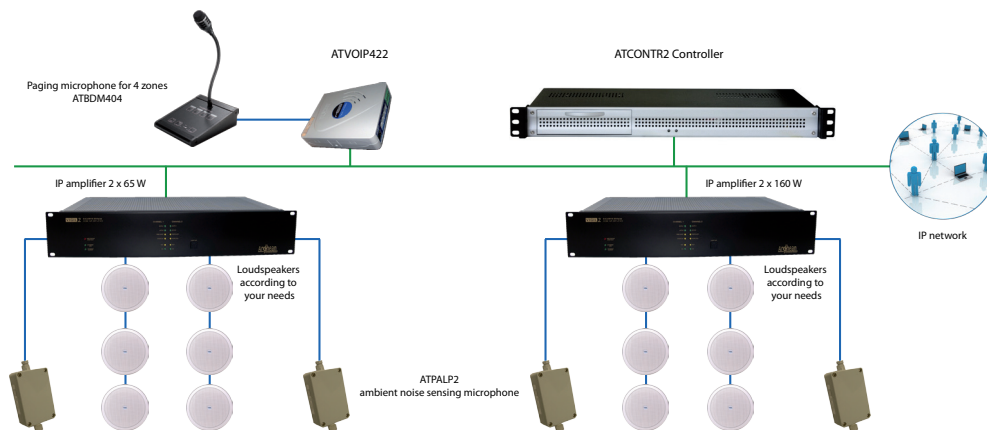 ATVOIP422
ATCONTR2 Controller
Paging microphone for 4 zones
ATBDM404
IP amplifier 2 x 65 W
IP amplifier 2 x 160 W
IP network
Loudspeakers
according to
your needs
Loudspeakers
according to
your needs
ATPALP2
ambient noise sensing microphone